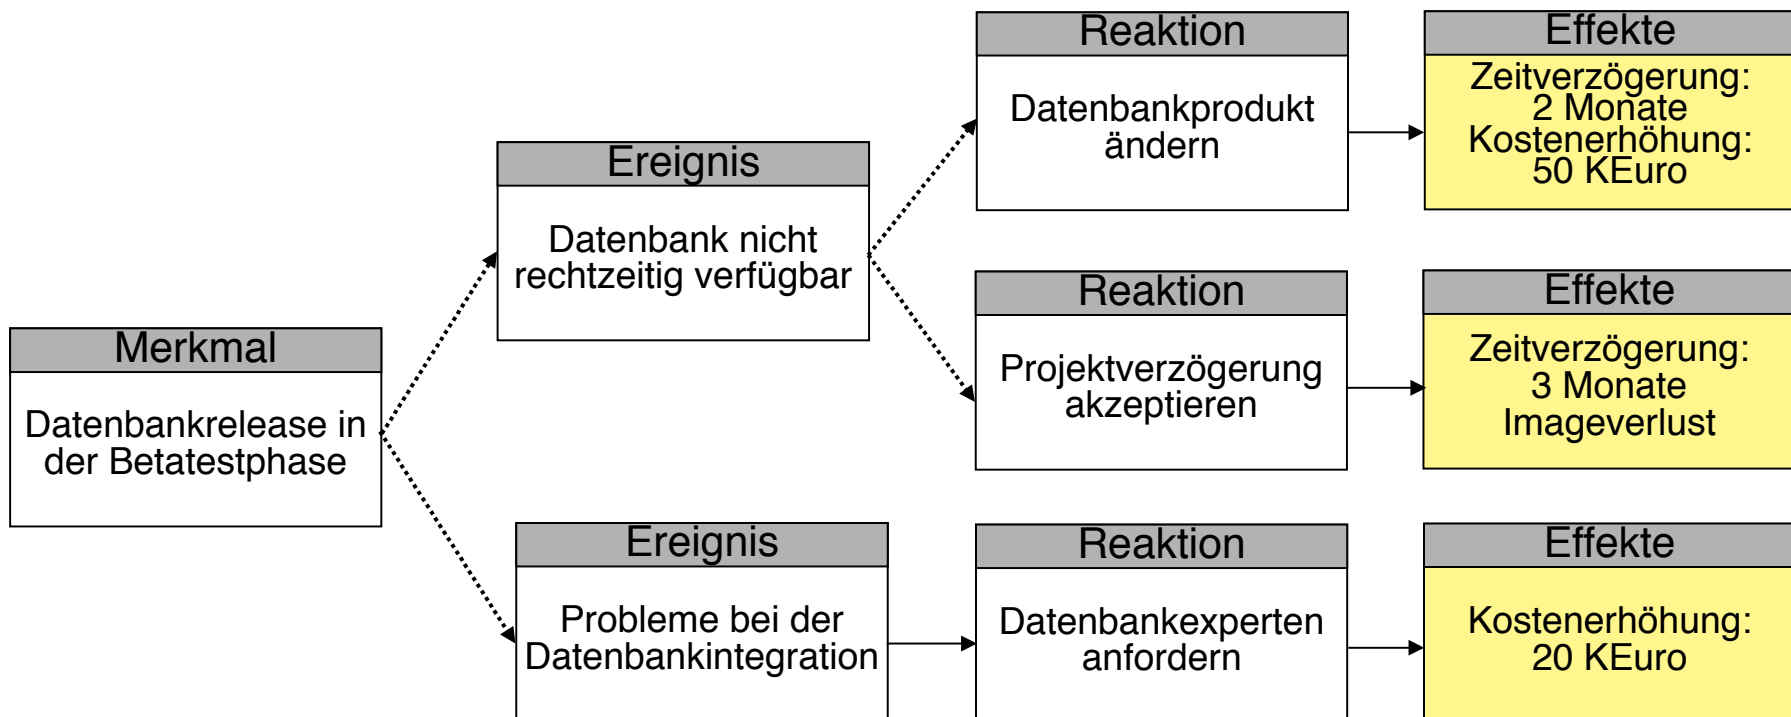 Merkmal
Datenbankrelease in
der Betatestphase
Ereignis
Datenbank nicht
rechtzeitig verfügbar
Reaktion
Datenbankprodukt
ändern
Effekte
Zeitverzögerung:
2 Monate
Kostenerhöhung:
50 KEuro
Reaktion
Projektverzögerung
akzeptieren
Effekte
Zeitverzögerung:
3 Monate
Imageverlust
Ereignis
Probleme bei der
Datenbankintegration
Reaktion
Datenbankexperten
anfordern
Effekte
Kostenerhöhung:
20 KEuro